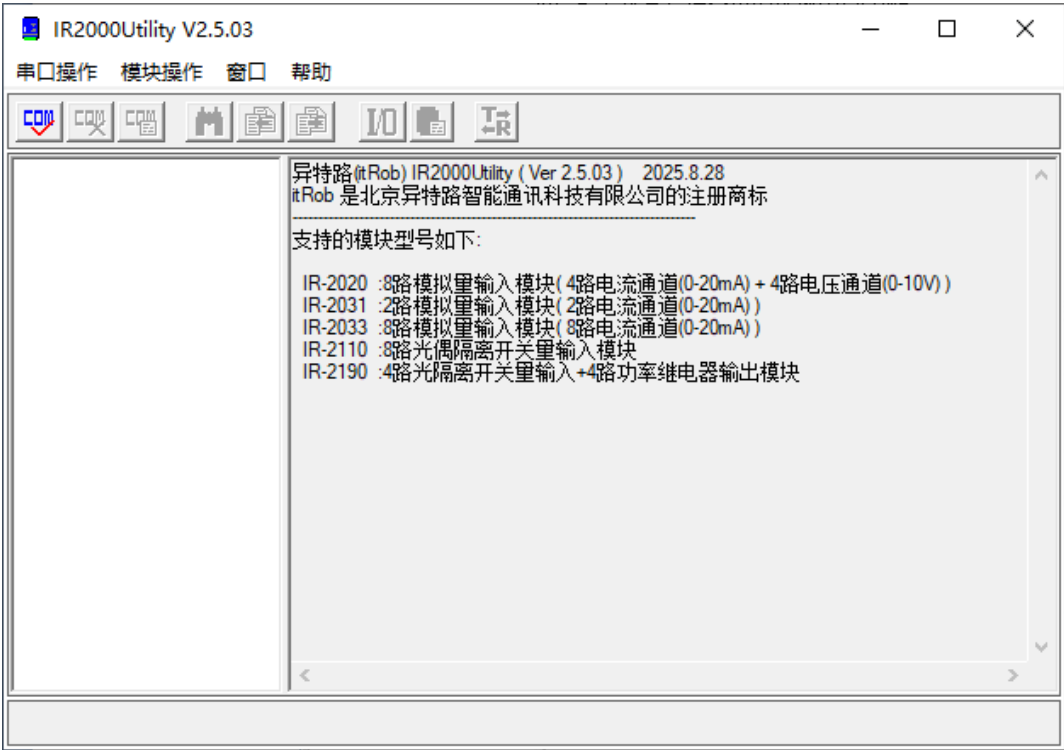 IR2000Utility V2.5.03
串口操作 模块操作 窗口 帮助
COM COM COM I/O T R
异特路(itRob) IR2000Utility ( Ver 2.5.03 ) 2025.8.28
itRob 是北京异特路智能通讯科技有限公司的注册商标
--------------------------------------------------------------------------------
支持的模块型号如下:
IR-2020 :8路模拟量输入模块( 4路电流通道(0-20mA) + 4路电压通道(0-10V) )
IR-2031 :2路模拟量输入模块( 2路电流通道(0-20mA) )
IR-2033 :8路模拟量输入模块( 8路电流通道(0-20mA) )
IR-2110 :8路光偶隔离开关量输入模块
IR-2190 :4路光隔离开关量输入+4路功率继电器输出模块